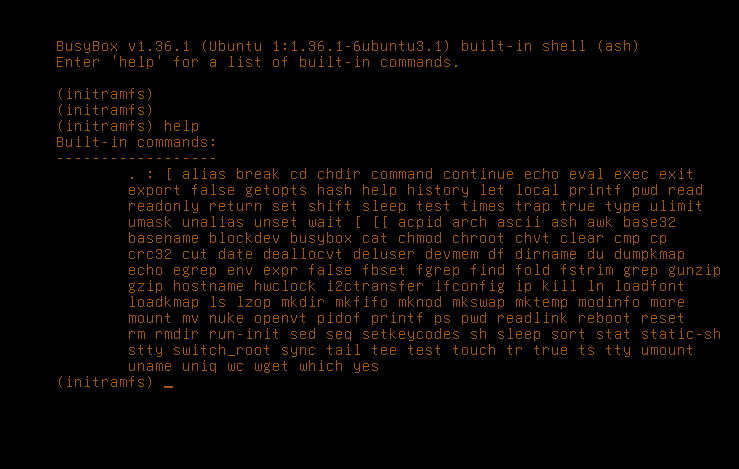 BusyBox v1.36.1 (Ubuntu 1:1.36.1-6ubuntu3.1) built-in shell (ash)
Enter 'help' for a list of built-in commands.
(initramfs)
(initramfs)
(initramfs) help
Built-in commands:
------------------
. : [ alias break cd chdir command continue echo eval exec exit
export false getopts hash help history let local printf pwd read
readonly return set shift sleep test times trap true type ulimit
umask unalias unset wait [ [[ acpid arch ascii ash awk base32
basename blockdev busybox cat chmod chroot chvt clear cmp cp
crc32 cut date deallocvt deluser devmem df dirname du dumpkmap
echo egrep env expr false fbset fgrep find fold fstrim grep gunzip
gzip hostname hwclock i2ctransfer ifconfig ip kill ln loadfont
loadkmap ls lzop mkdir mkfifo mknod mkswap mktemp modinfo more
mount mv nuke openvt pidof printf ps pwd readlink reboot reset
rm rmdir run-init sed seq setkeycodes sh sleep sort stat static-sh
stty switch_root sync tail tee test touch tr true ts tty umount
uname uniq wc wget which yes
(initramfs) _